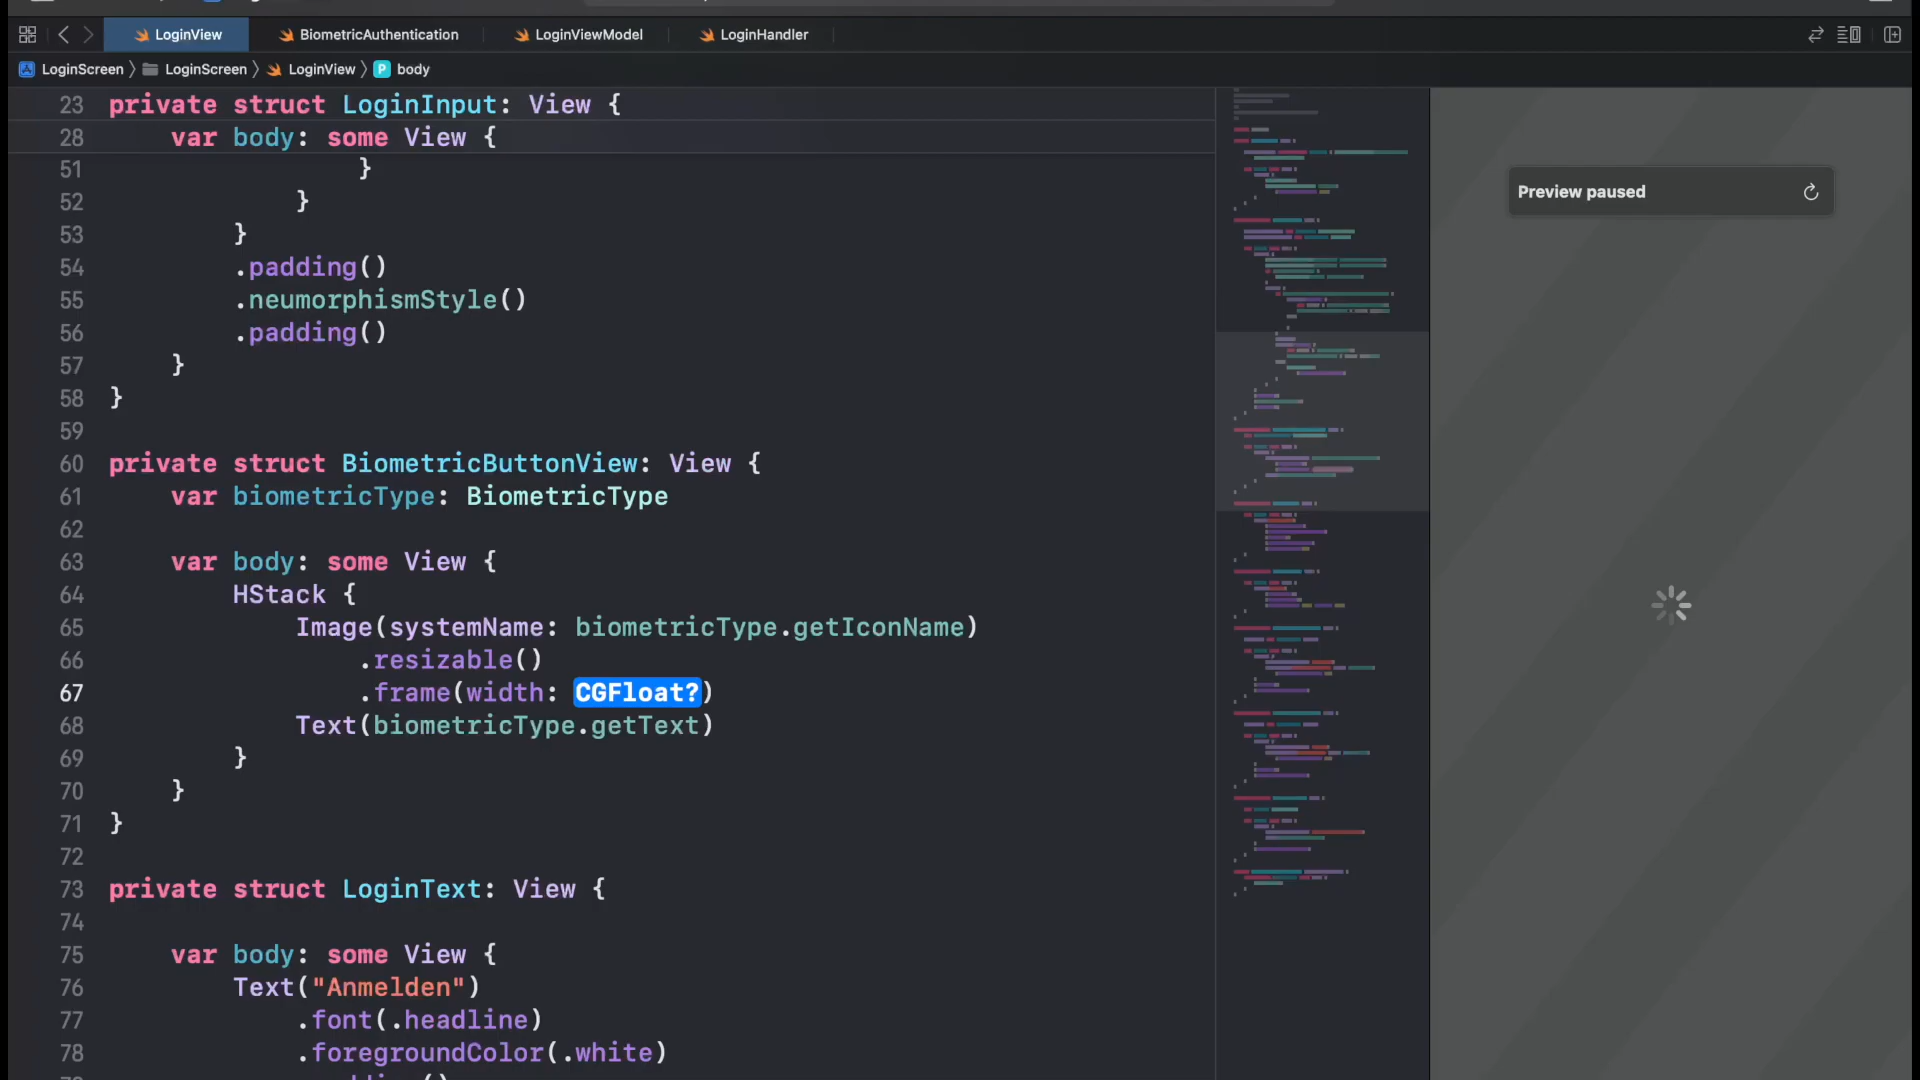 LoginView BiometricAuthentication LoginViewModel LoginHandler
LoginScreen LoginScreen LoginView P body
Preview paused
23 private struct LoginInput: View {
28 var body: some View {
51 }
52 }
53 }
54 .padding()
55 .neumorphismStyle()
56 .padding()
57 }
58 }
59
60 private struct BiometricButtonView: View {
61 var biometricType: BiometricType
62
63 var body: some View {
64 HStack {
65 Image(systemName: biometricType.getIconName)
66 .resizable()
67 .frame(width: CGFloat?)
68 Text(biometricType.getText)
69 }
70 }
71 }
72
73 private struct LoginText: View {
74
75 var body: some View {
76 Text("Anmelden")
77 .font(.headline)
78 .foregroundColor(.white)